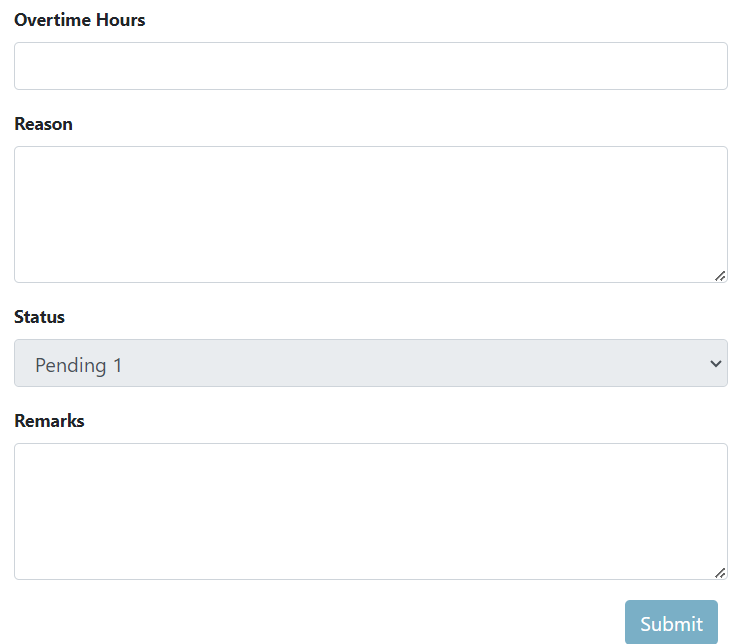 Overtime Hours
Reason
Status
Pending 1
Remarks
Submit